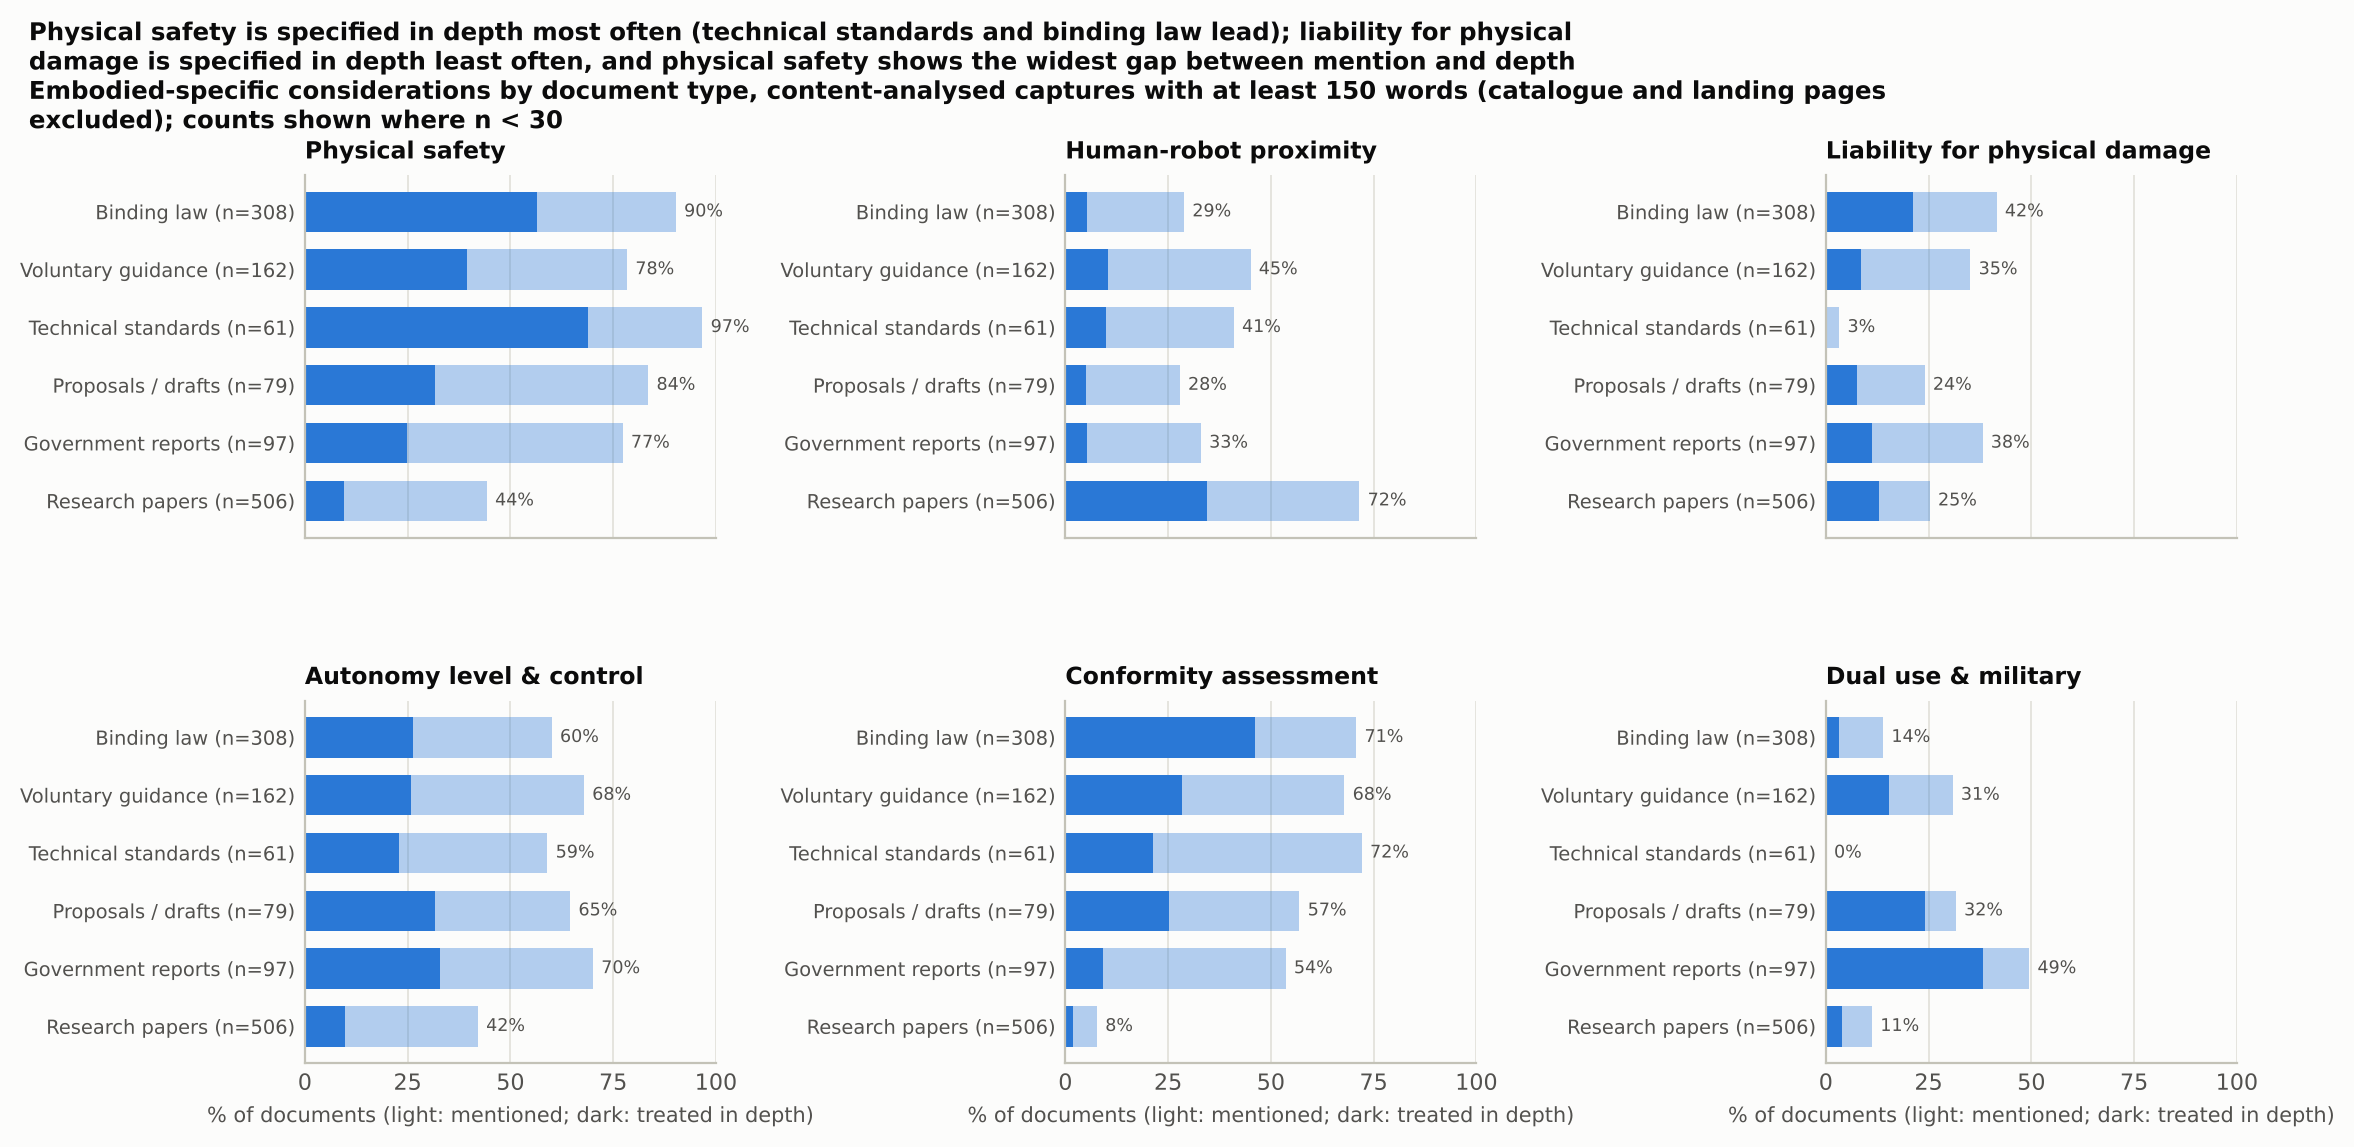 Physical safety is specified in depth most often (technical standards and binding law lead); liability for physical
damage is specified in depth least often, and physical safety shows the widest gap between mention and depth
Embodied-specific considerations by document type, content-analysed captures with at least 150 words (catalogue and landing pages
excluded); counts shown where n < 30
Physical safety
Binding law (n=308) 90%
Voluntary guidance (n=162) 78%
Technical standards (n=61) 97%
Proposals / drafts (n=79) 84%
Government reports (n=97) 77%
Research papers (n=506) 44%
Human-robot proximity
Binding law (n=308) 29%
Voluntary guidance (n=162) 45%
Technical standards (n=61) 41%
Proposals / drafts (n=79) 28%
Government reports (n=97) 33%
Research papers (n=506) 72%
Liability for physical damage
Binding law (n=308) 42%
Voluntary guidance (n=162) 35%
Technical standards (n=61) 3%
Proposals / drafts (n=79) 24%
Government reports (n=97) 38%
Research papers (n=506) 25%
Autonomy level & control
Binding law (n=308) 60%
Voluntary guidance (n=162) 68%
Technical standards (n=61) 59%
Proposals / drafts (n=79) 65%
Government reports (n=97) 70%
Research papers (n=506) 42%
0 25 50 75 100
% of documents (light: mentioned; dark: treated in depth)
Conformity assessment
Binding law (n=308) 71%
Voluntary guidance (n=162) 68%
Technical standards (n=61) 72%
Proposals / drafts (n=79) 57%
Government reports (n=97) 54%
Research papers (n=506) 8%
0 25 50 75 100
% of documents (light: mentioned; dark: treated in depth)
Dual use & military
Binding law (n=308) 14%
Voluntary guidance (n=162) 31%
Technical standards (n=61) 0%
Proposals / drafts (n=79) 32%
Government reports (n=97) 49%
Research papers (n=506) 11%
0 25 50 75 100
% of documents (light: mentioned; dark: treated in depth)